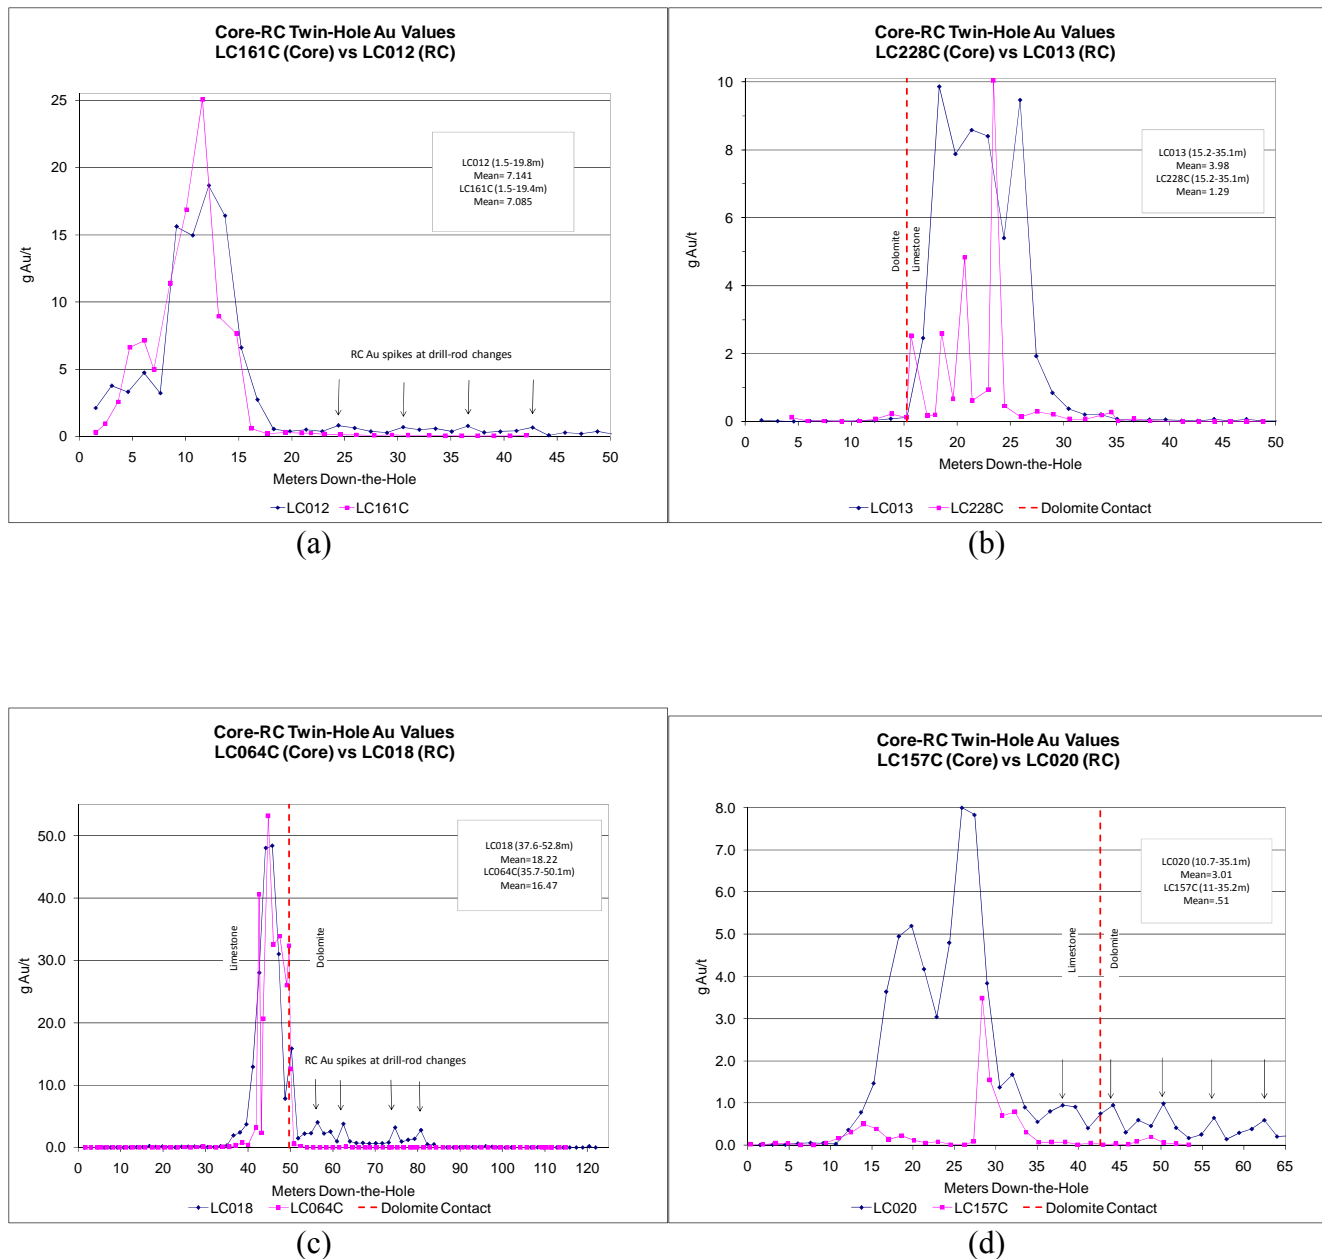 Core-RC Twin-Hole Au Values
LC161C (Core) vs LC012 (RC)
25
20
15
10
5
0
g Au/t
LC012 (1.5-19.8m)
Mean= 7.141
LC161C (1.5-19.4m)
Mean= 7.085
RC Au spikes at drill-rod changes
0 5 10 15 20 25 30 35 40 45 50
Meters Down-the-Hole
LC012 LC161C
(a)
Core-RC Twin-Hole Au Values
LC228C (Core) vs LC013 (RC)
10
8
6
4
2
0
g Au/t
Dolomite
Limestone
LC013 (15.2-35.1m)
Mean= 3.98
LC228C (15.2-35.1m)
Mean= 1.29
0 5 10 15 20 25 30 35 40 45 50
Meters Down-the-Hole
LC013 LC228C Dolomite Contact
(b)
Core-RC Twin-Hole Au Values
LC064C (Core) vs LC018 (RC)
50.0
40.0
30.0
20.0
10.0
0.0
g Au/t
Limestone
Dolomite
LC018 (37.6-52.8m)
Mean=18.22
LC064C(35.7-50.1m)
Mean=16.47
RC Au spikes at drill-rod changes
0 10 20 30 40 50 60 70 80 90 100 110 120
Meters Down-the-Hole
LC018 LC064C Dolomite Contact
(c)
Core-RC Twin-Hole Au Values
LC157C (Core) vs LC020 (RC)
8.0
7.0
6.0
5.0
4.0
3.0
2.0
1.0
0.0
g Au/t
Limestone
Dolomite
LC020 (10.7-35.1m)
Mean=3.01
LC157C (11-35.2m)
Mean=.51
0 5 10 15 20 25 30 35 40 45 50 55 60 65
Meters Down-the-Hole
LC020 LC157C Dolomite Contact
(d)